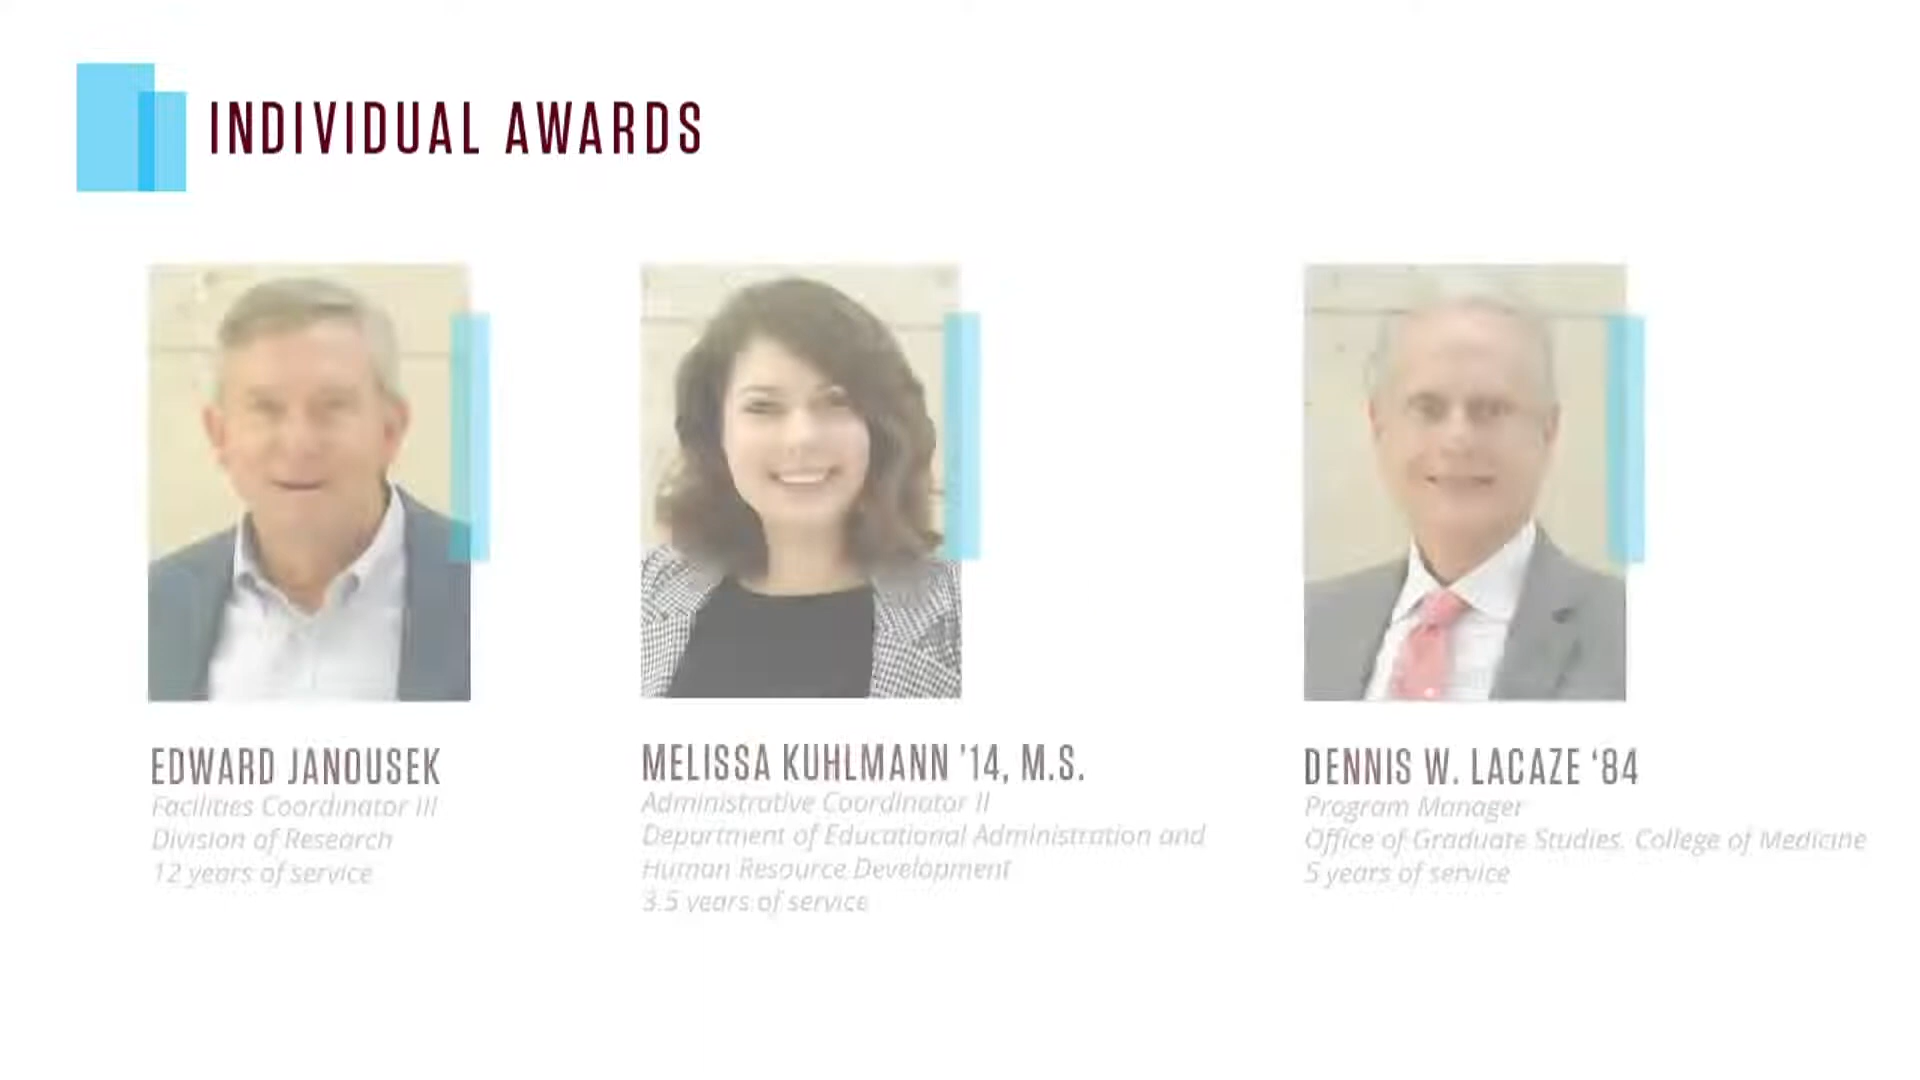 INDIVIDUAL AWARDS
EDWARD JANOUSEK
Facilities Coordinator III
Division of Research
12 years of service
MELISSA KUHLMANN '14, M.S.
Administrative Coordinator II
Department of Educational Administration and
Human Resource Development
3.5 years of service
DENNIS W. LACAZE ‘84
Program Manager
Office of Graduate Studies, College of Medicine
5 years of service